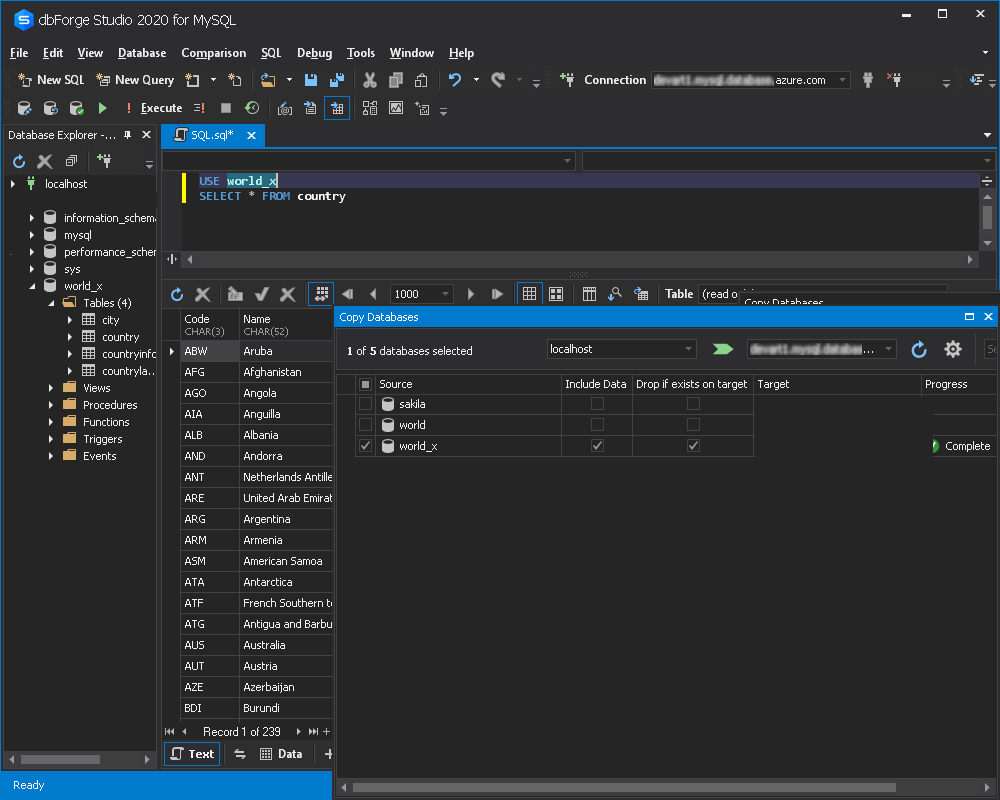 dbForge Studio 2020 for MySQL
File Edit View Database Comparison SQL Debug Tools Window Help
New SQL New Query Connection azure.com
Execute
Database Explorer -... SQL.sql*
localhost
information_schema
mysql
performance_schem
sys
world_x
Tables (4)
city
country
countryinfo
countryla...
Views
Procedures
Functions
Triggers
Events
USE world_x
SELECT * FROM country
1000 Table (read o
Copy Databases
Code Name
CHAR(3) CHAR(52)
ABW Aruba
AFG Afghanistan
AGO Angola
AIA Anguilla
ALB Albania
AND Andorra
ANT Netherlands Antille
ARE United Arab Emirat
ARG Argentina
ARM Armenia
ASM American Samoa
ATA Antarctica
ATF French Southern te
ATG Antigua and Barbu
AUS Australia
AUT Austria
AZE Azerbaijan
BDI Burundi
Record 1 of 239
Text Data
Copy Databases
1 of 5 databases selected localhost ... Se
Source Include Data Drop if exists on target Target Progress
sakila
world
world_x Complete
Ready